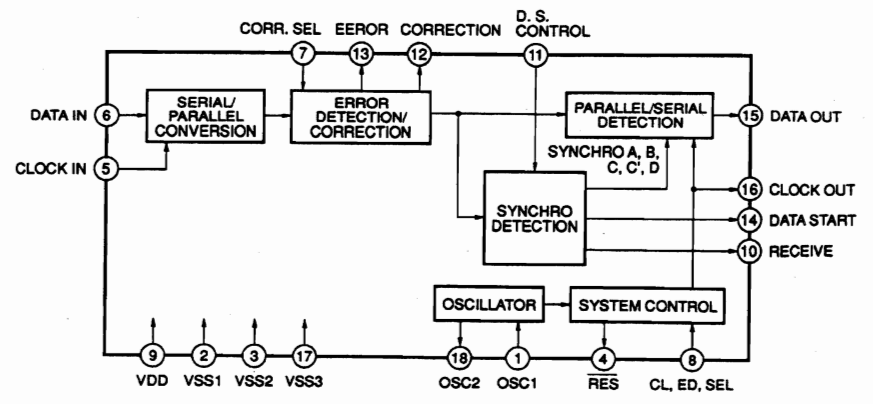 D. S.
CORR. SEL EEROR CORRECTION CONTROL
7 13 12 11
DATA IN 6
SERIAL/
PARALLEL
CONVERSION
ERROR
DETECTION/
CORRECTION
PARALLEL/SERIAL
DETECTION
15 DATA OUT
CLOCK IN 5
SYNCHRO A, B,
C, C', D
SYNCHRO
DETECTION
16 CLOCK OUT
14 DATA START
10 RECEIVE
OSCILLATOR
SYSTEM CONTROL
9 2 3 17 18 1 4 8
VDD VSS1 VSS2 VSS3 OSC2 OSC1 RES CL, ED, SEL